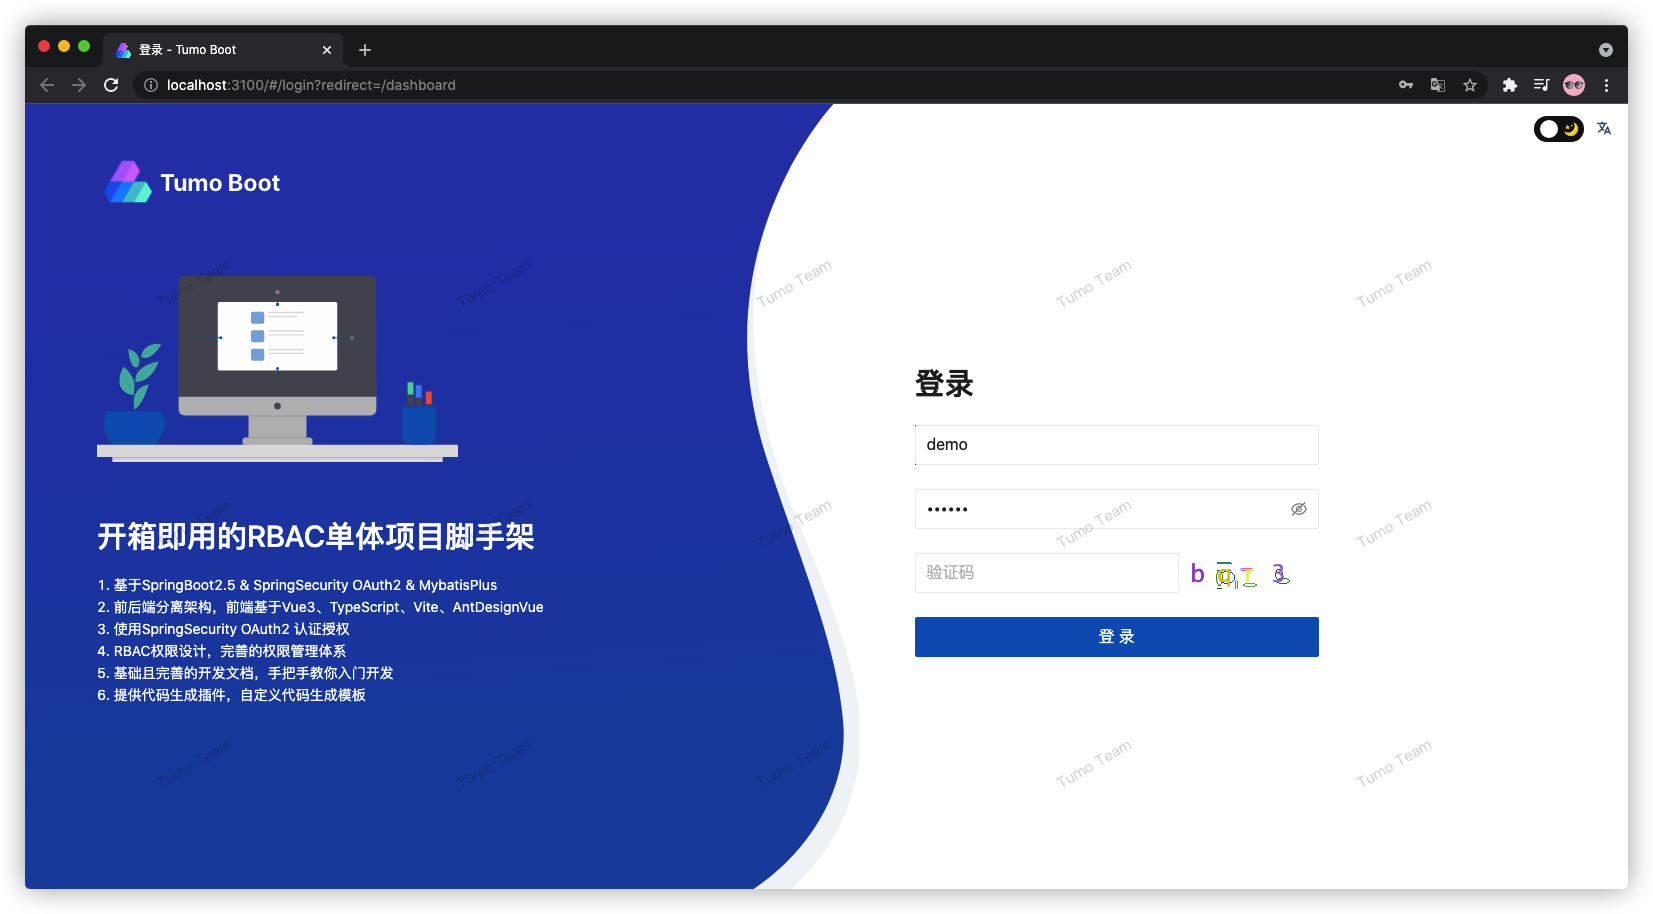 登录 - Tumo Boot
localhost:3100/#/login?redirect=/dashboard
Tumo Boot
Tumo Team Tumo Team Tumo Team Tumo Team Tumo Team
登录
demo
Tumo Team Tumo Team Tumo Team Tumo Team Tumo Team
开箱即用的RBAC单体项目脚手架
验证码
b q r 3
1. 基于SpringBoot2.5 & SpringSecurity OAuth2 & MybatisPlus
2. 前后端分离架构，前端基于Vue3、TypeScript、Vite、AntDesignVue
3. 使用SpringSecurity OAuth2 认证授权
4. RBAC权限设计，完善的权限管理体系
5. 基础且完善的开发文档，手把手教你入门开发
6. 提供代码生成插件，自定义代码生成模板
登 录
Tumo Team Tumo Team Tumo Team Tumo Team Tumo Team